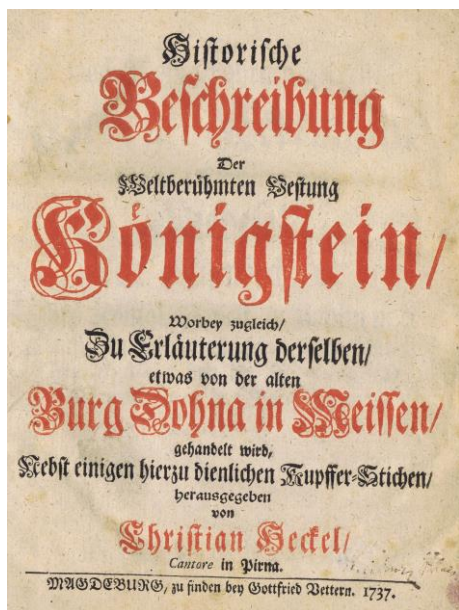 Historische
Beschreibung
Der
Weltberühmten Vestung
Königstein/
Worbey zugleich/
Zu Erläuterung derselben/
etwas von der alten
Burg Dohna in Meissen/
gehandelt wird,
Nebst einigen hierzu dienlichen Kupffer-Stichen/
herausgegeben
von
Christian Heckel/
Cantore in Pirna.
MAGDEBURG, zu finden bey Gottfried Vettern. 1737.